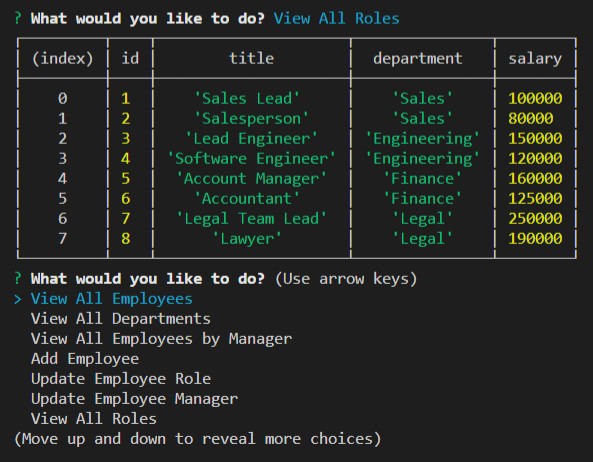 ? What would you like to do? View All Roles
(index) id title department salary
0 1 'Sales Lead' 'Sales' 100000
1 2 'Salesperson' 'Sales' 80000
2 3 'Lead Engineer' 'Engineering' 150000
3 4 'Software Engineer' 'Engineering' 120000
4 5 'Account Manager' 'Finance' 160000
5 6 'Accountant' 'Finance' 125000
6 7 'Legal Team Lead' 'Legal' 250000
7 8 'Lawyer' 'Legal' 190000
? What would you like to do? (Use arrow keys)
> View All Employees
View All Departments
View All Employees by Manager
Add Employee
Update Employee Role
Update Employee Manager
View All Roles
(Move up and down to reveal more choices)